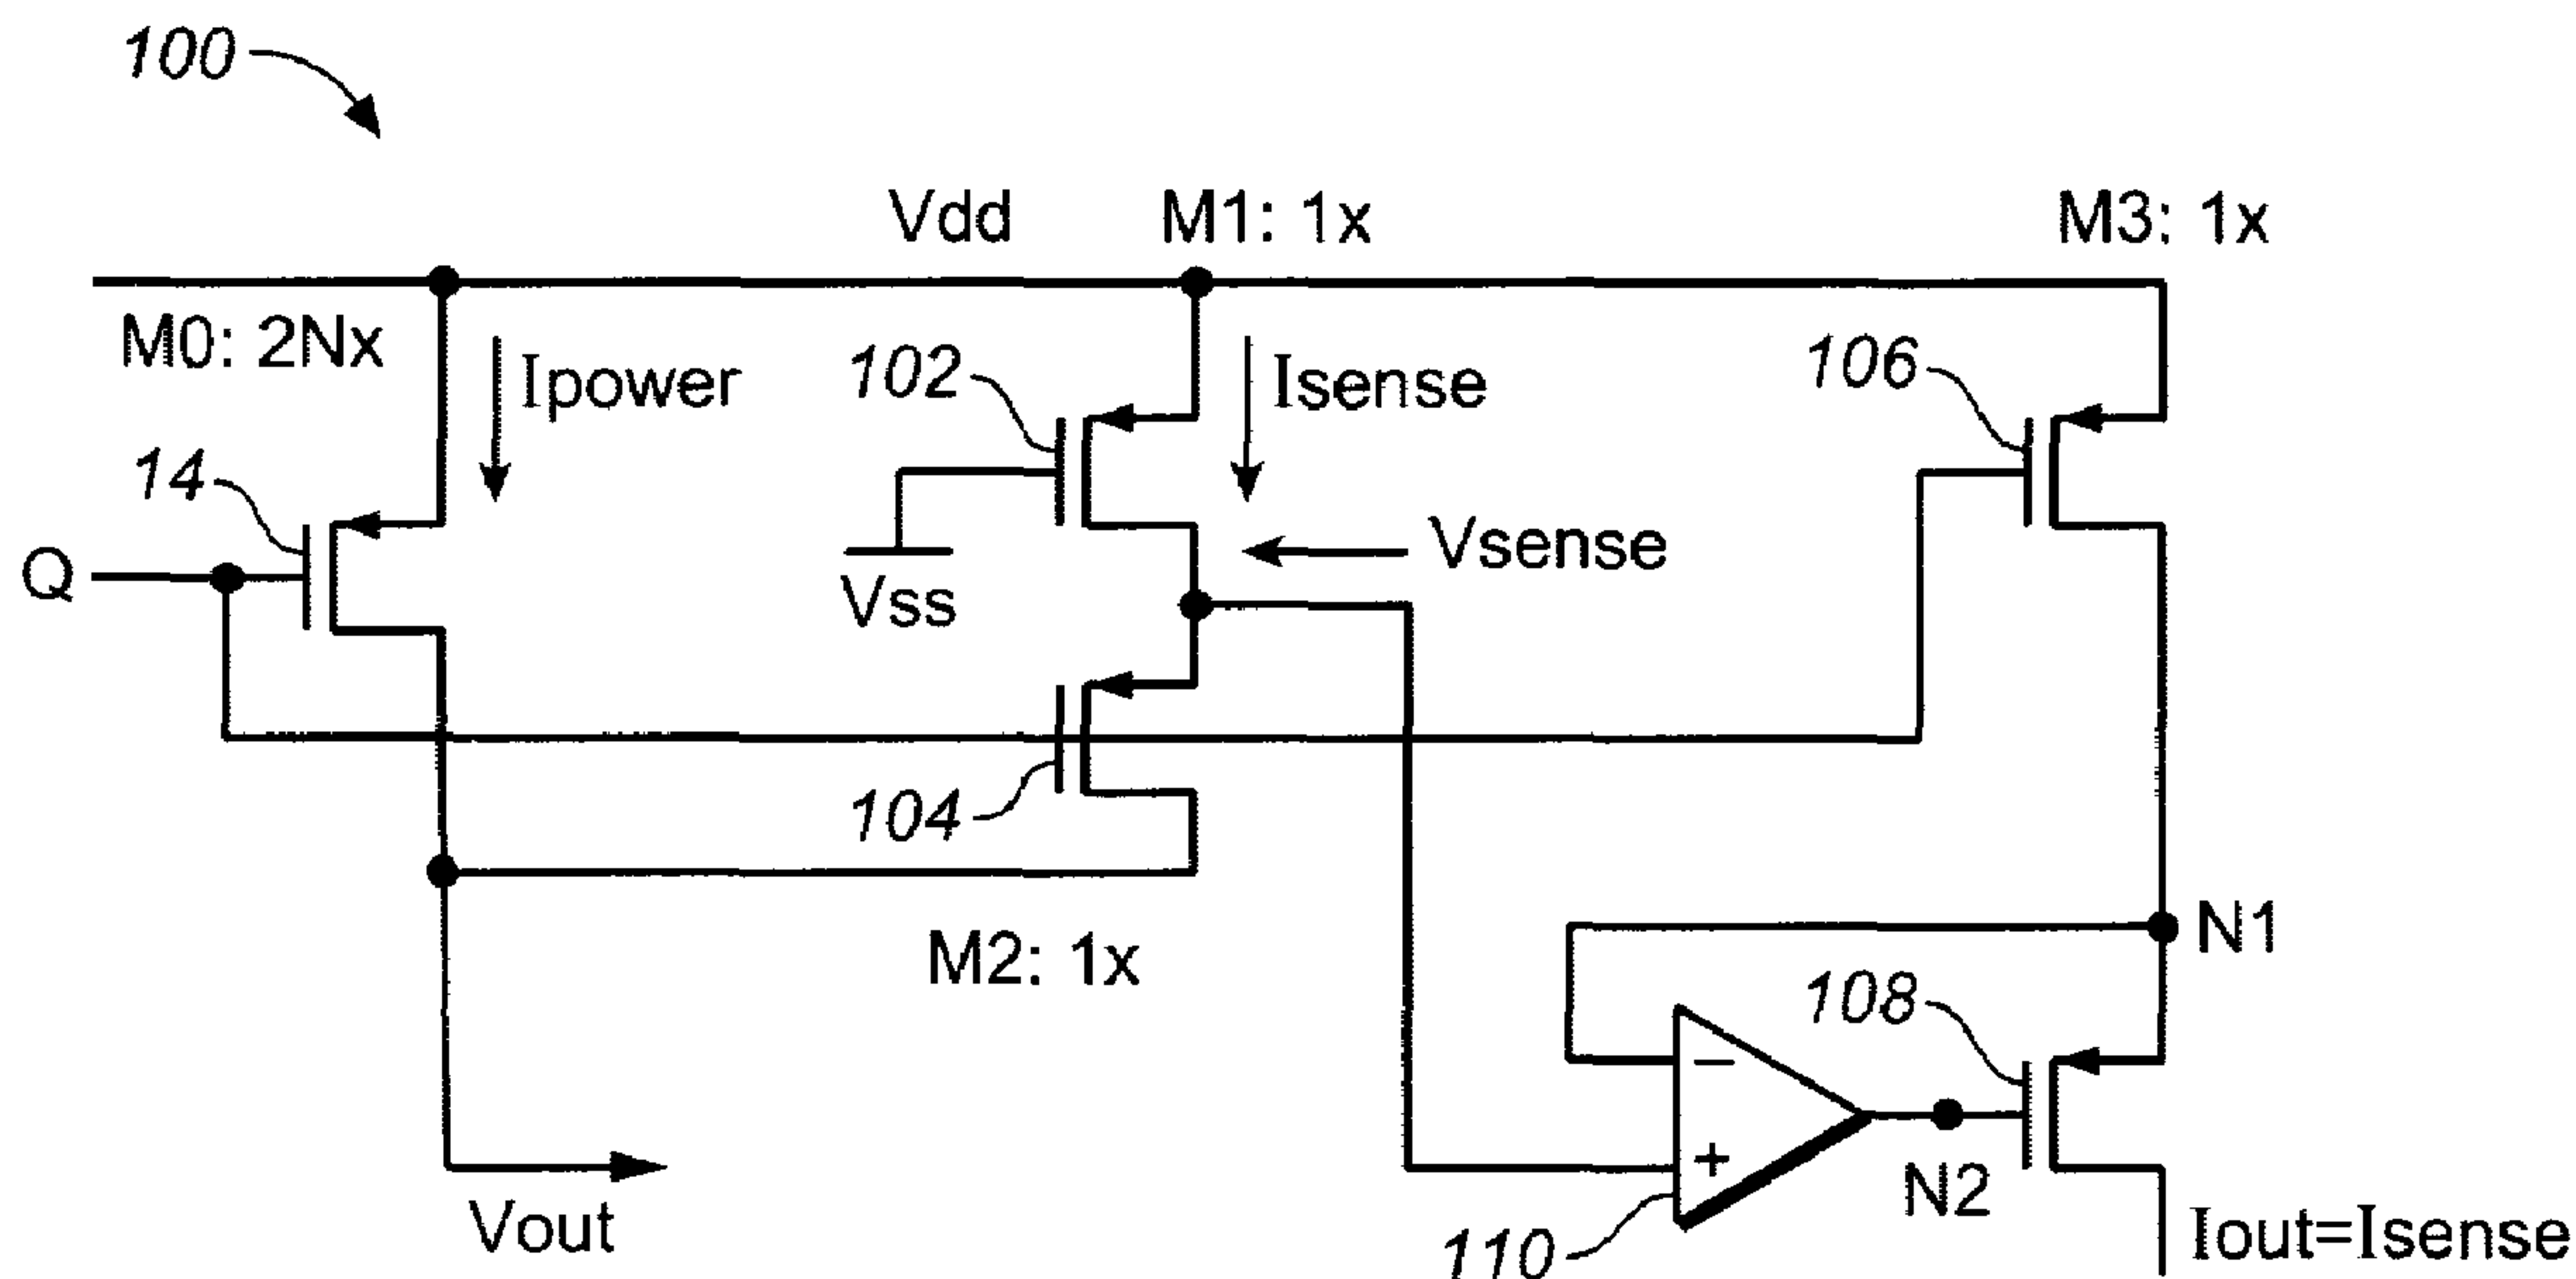 100
Vdd
M1: 1x
M3: 1x
M0: 2Nx
Ipower
102
Isense
106
14
Vsense
Q
Vss
104
M2: 1x
N1
108
−
+
N2
Vout
110
Iout=Isense